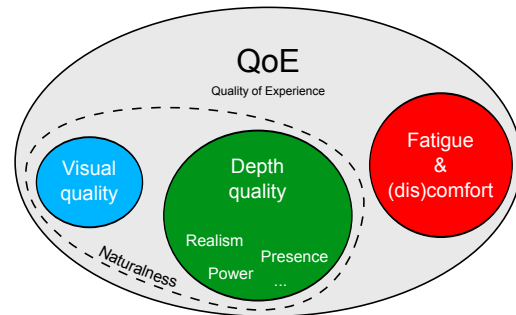 QoE
Quality of Experience
Visual
quality
Depth
quality
Realism
Presence
Power
...
Fatigue
&
(dis)comfort
Naturalness